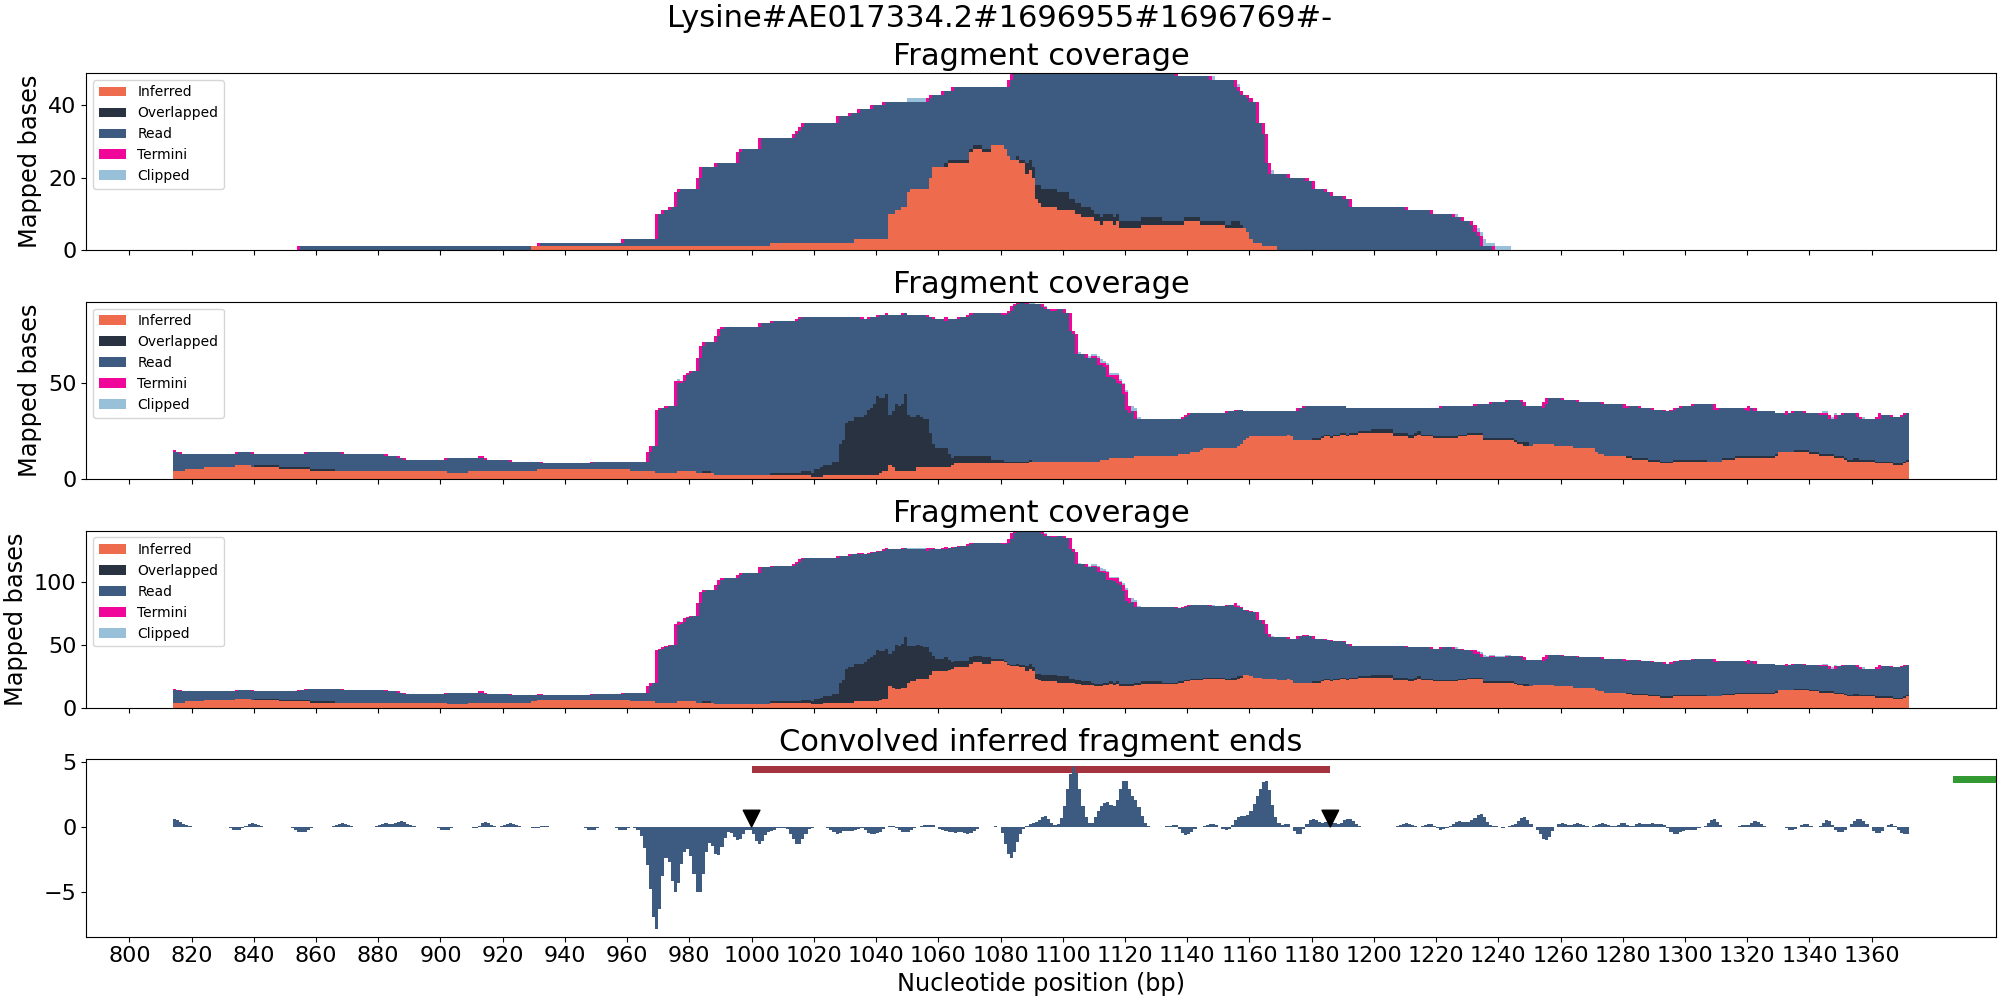 Lysine#AE017334.2#1696955#1696769#-
Fragment coverage
Mapped bases
40
20
0
Inferred
Overlapped
Read
Termini
Clipped
Fragment coverage
Mapped bases
50
0
Inferred
Overlapped
Read
Termini
Clipped
Fragment coverage
Mapped bases
100
50
0
Inferred
Overlapped
Read
Termini
Clipped
Convolved inferred fragment ends
5
0
−5
800 820 840 860 880 900 920 940 960 980 1000 1020 1040 1060 1080 1100 1120 1140 1160 1180 1200 1220 1240 1260 1280 1300 1320 1340 1360
Nucleotide position (bp)